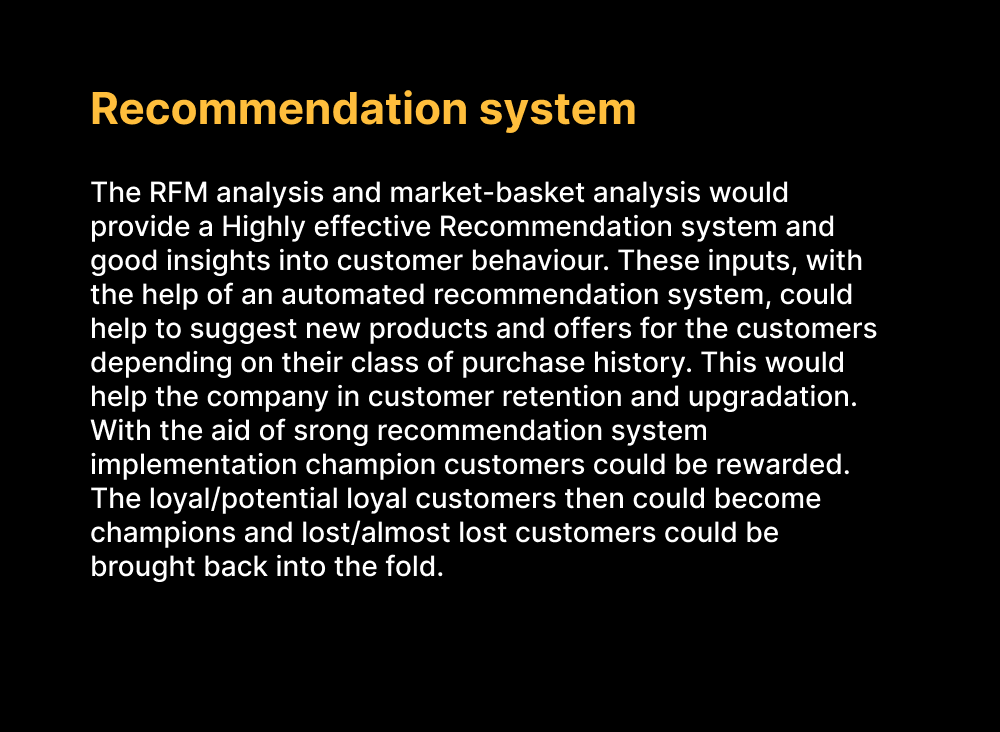 Recommendation system
The RFM analysis and market-basket analysis would
provide a Highly effective Recommendation system and
good insights into customer behaviour. These inputs, with
the help of an automated recommendation system, could
help to suggest new products and offers for the customers
depending on their class of purchase history. This would
help the company in customer retention and upgradation.
With the aid of srong recommendation system
implementation champion customers could be rewarded.
The loyal/potential loyal customers then could become
champions and lost/almost lost customers could be
brought back into the fold.